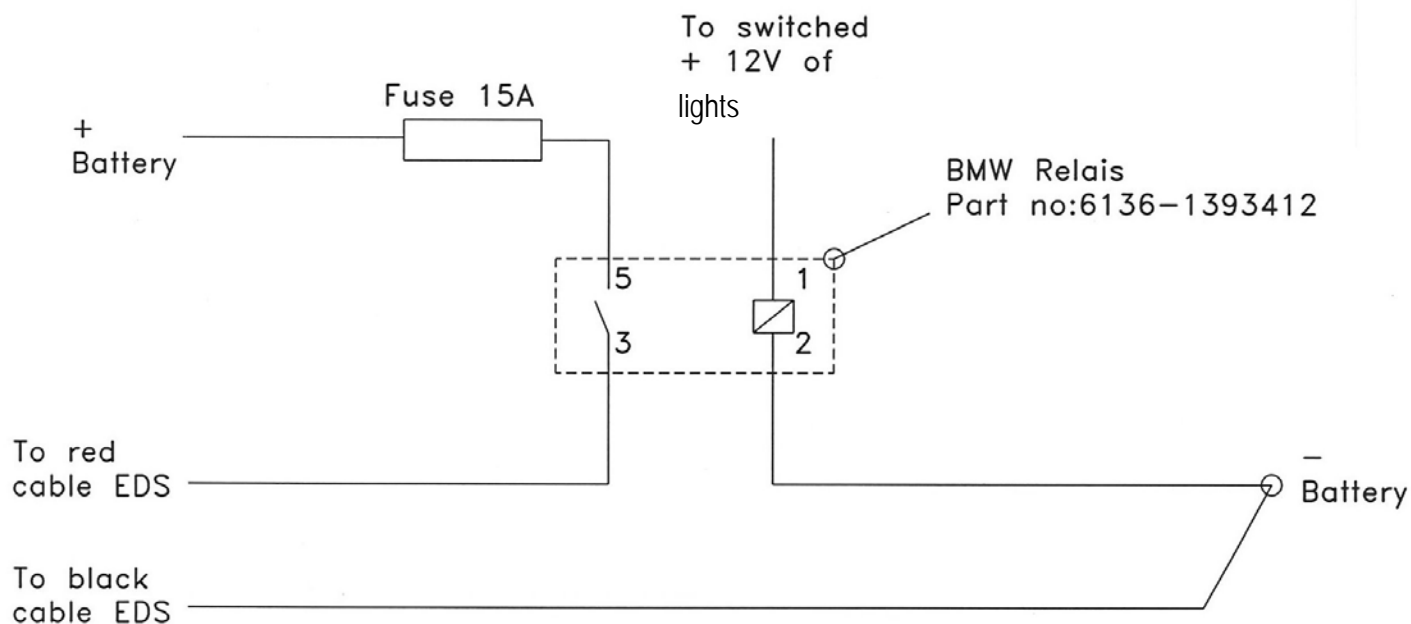 To switched
+ 12V of
lights
Fuse 15A
+
Battery
BMW Relais
Part no:6136-1393412
5
1
3
2
To red
cable EDS
−
Battery
To black
cable EDS